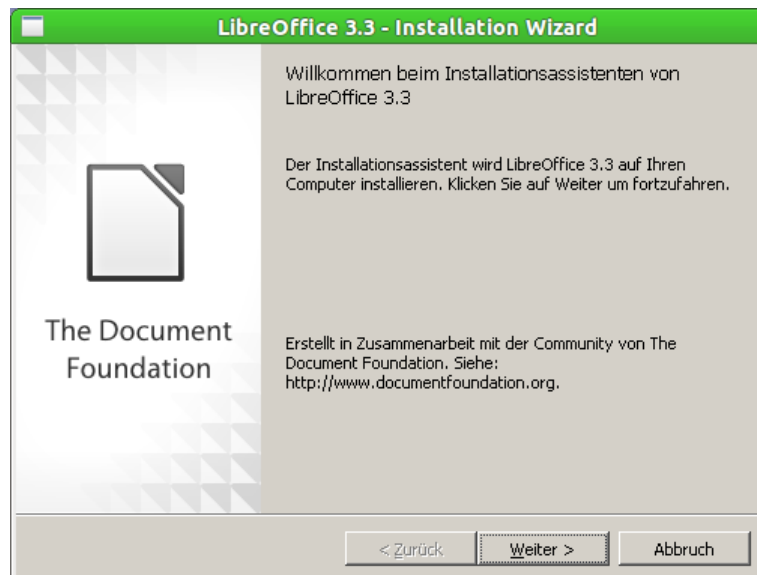 LibreOffice 3.3 - Installation Wizard
Willkommen beim Installationsassistenten von
LibreOffice 3.3
Der Installationsassistent wird LibreOffice 3.3 auf Ihren
Computer installieren. Klicken Sie auf Weiter um fortzufahren.
The Document
Foundation
Erstellt in Zusammenarbeit mit der Community von The
Document Foundation. Siehe:
http://www.documentfoundation.org.
< Zurück
Weiter >
Abbruch